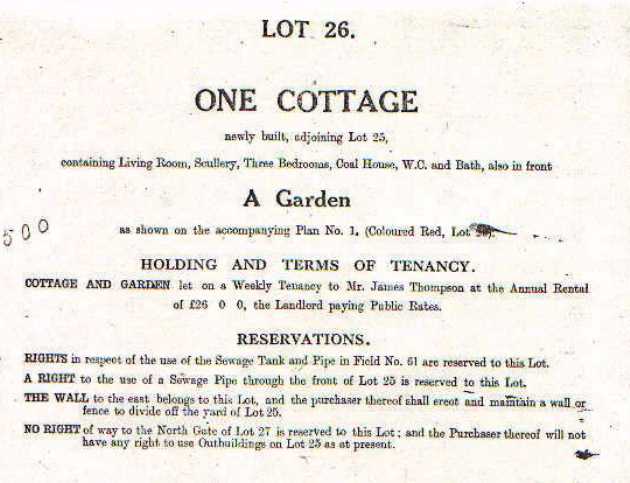 LOT 26.
ONE COTTAGE
newly built, adjoining Lot 25,
containing Living Room, Scullery, Three Bedrooms, Coal House, W.C. and Bath, also in front
A Garden
500
as shown on the accompanying Plan No. 1. (Coloured Red, Lot
HOLDING AND TERMS OF TENANCY.
COTTAGE AND GARDEN let on a Weekly Tenancy to Mr. James Thompson at the Annual Rental
of £26 0 0, the Landlord paying Public Rates.
RESERVATIONS.
RIGHTS in respect of the use of the Sewage Tank and Pipe in Field No. 61 are reserved to this Lot.
A RIGHT to the use of a Sewage Pipe through the front of Lot 25 is reserved to this Lot.
THE WALL to the east belongs to this Lot, and the purchaser thereof shall erect and maintain a wall or
fence to divide off the yard of Lot 25.
NO RIGHT of way to the North Gate of Lot 27 is reserved to this Lot; and the Purchaser thereof will not
have any right to use Outbuildings on Lot 25 as at present.